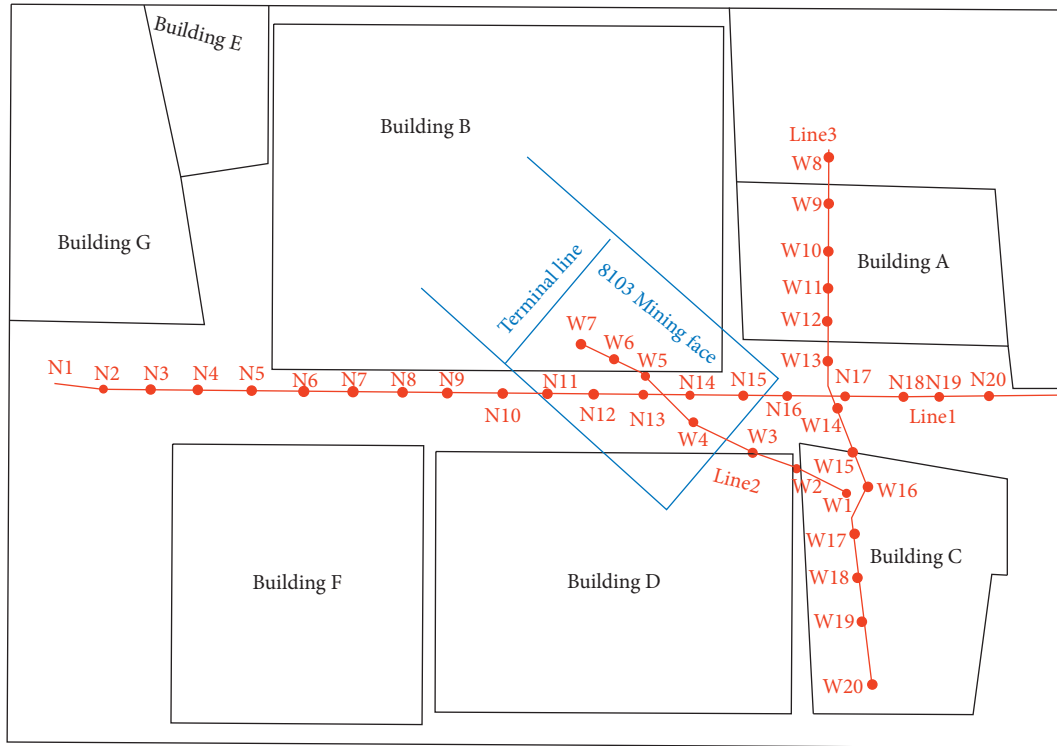 Building E
Building B
Line3
W8
W9
Building G
Terminal line
8103 Mining face
W10
Building A
W11
W12
W7
W6
W5
W13
N1
N2
N3
N4
N5
N6
N7
N8
N9
N10
N11
N12
N13
N14
N15
N16
N17
N18
N19
N20
Line1
W14
W4
W3
W15
Line2
W2
W1
W16
W17
Building F
Building D
W18
Building C
W19
W20